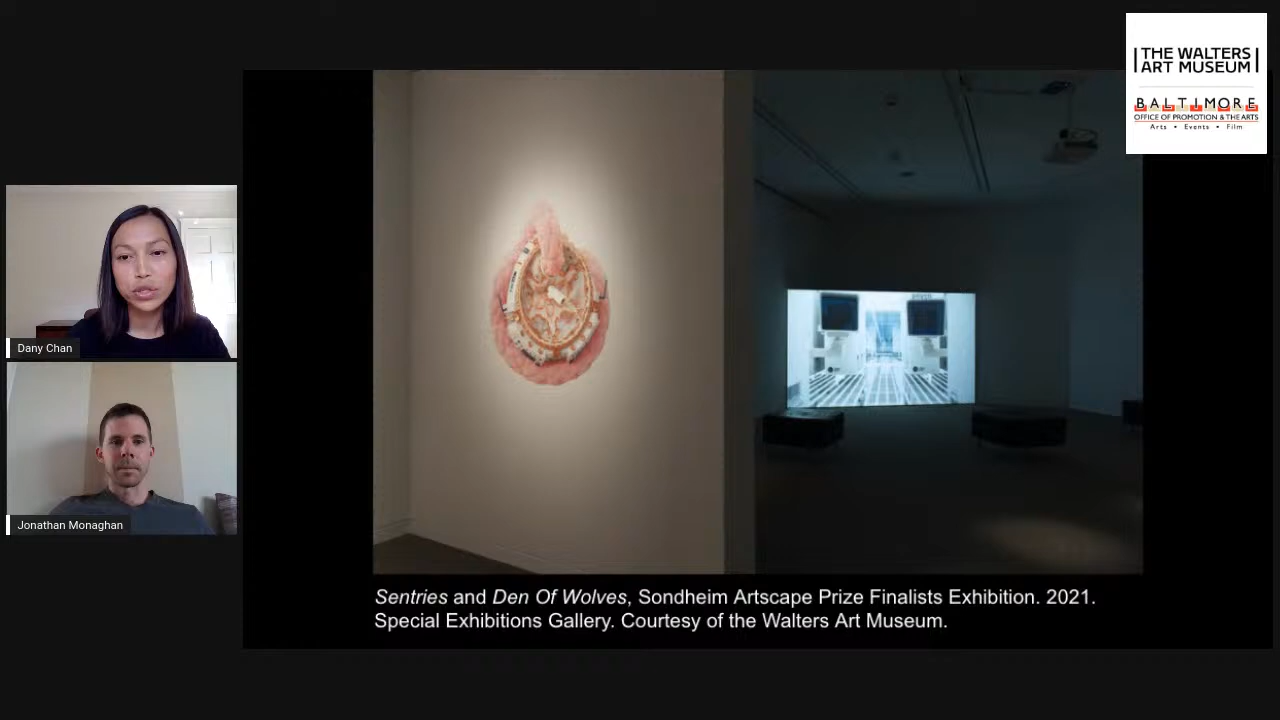 THE WALTERS
ART MUSEUM
BALTIMORE
OFFICE OF PROMOTION & THE ARTS
Arts • Events • Film
Dany Chan
Jonathan Monaghan
Sentries and Den Of Wolves, Sondheim Artscape Prize Finalists Exhibition. 2021.
Special Exhibitions Gallery. Courtesy of the Walters Art Museum.